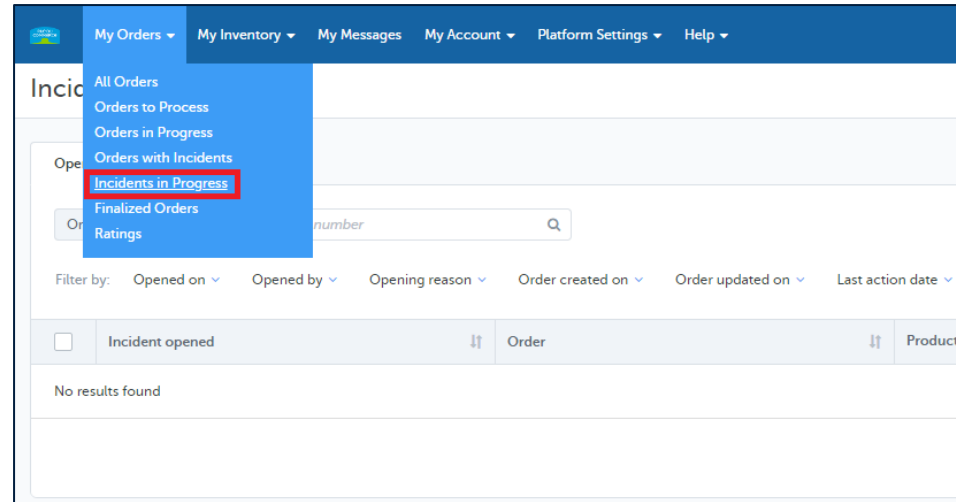 My Orders My Inventory My Messages My Account Platform Settings Help
All Orders
Incid
Orders to Process
Orders in Progress
Orders with Incidents
Ope
Incidents in Progress
Finalized Orders
Or number
Ratings
Filter by: Opened on Opened by Opening reason Order created on Order updated on Last action date
Incident opened Order Product
No results found